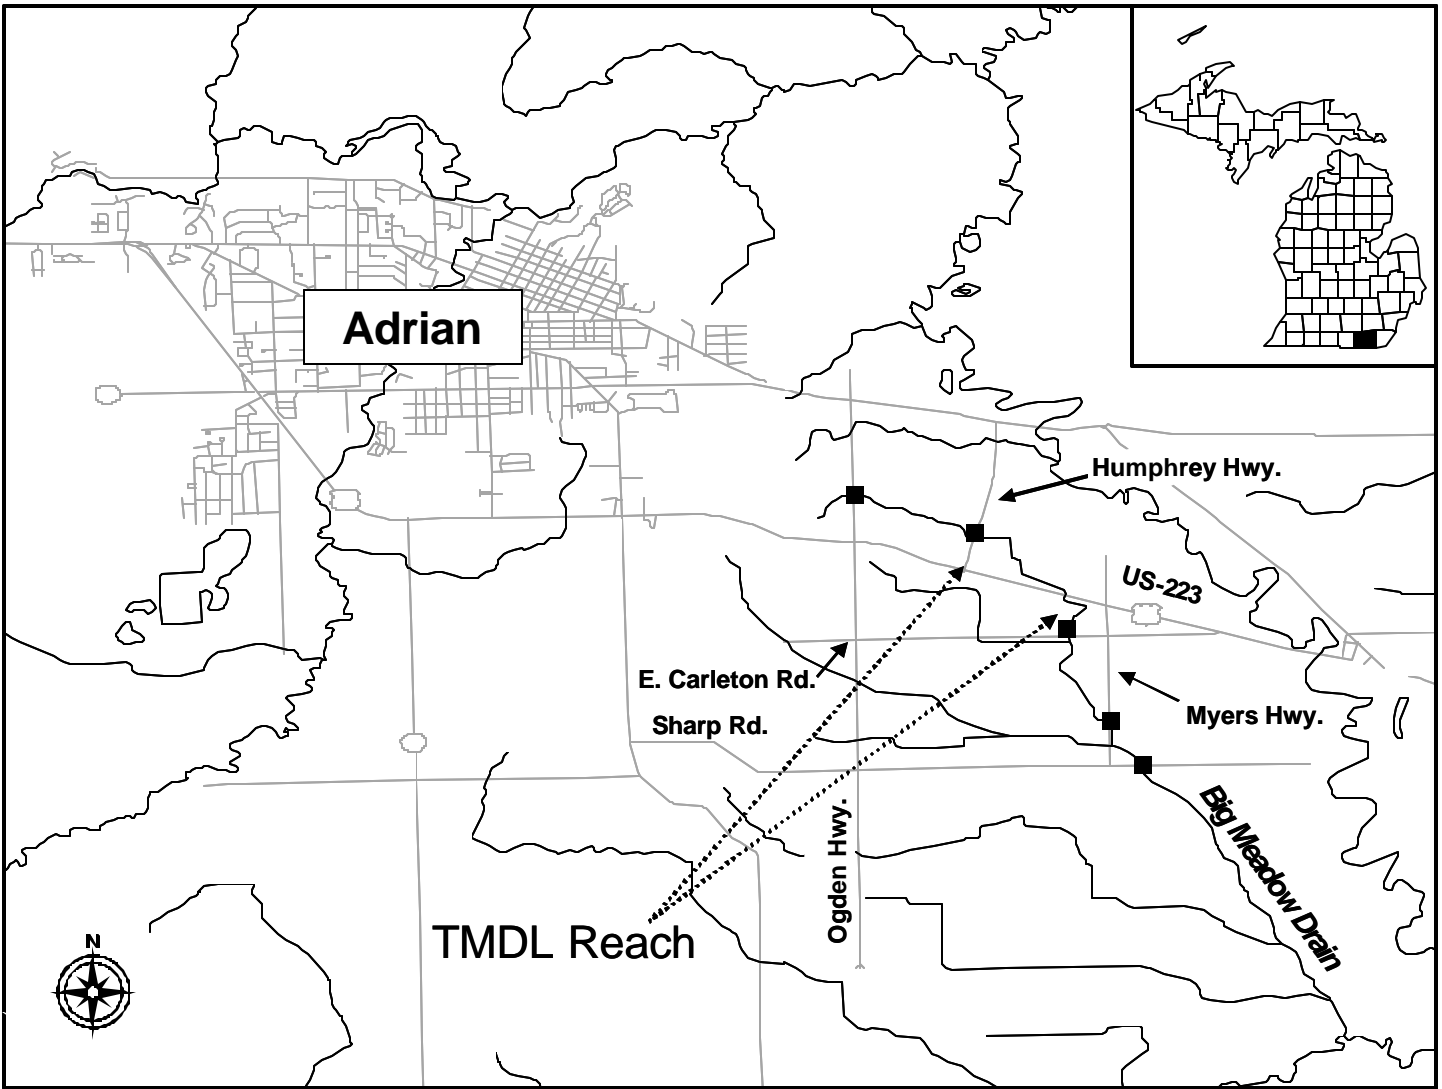 Adrian
Humphrey Hwy.
US-223
E. Carleton Rd.
Sharp Rd.
Myers Hwy.
Ogden Hwy.
Big Meadow Drain
TMDL Reach
N